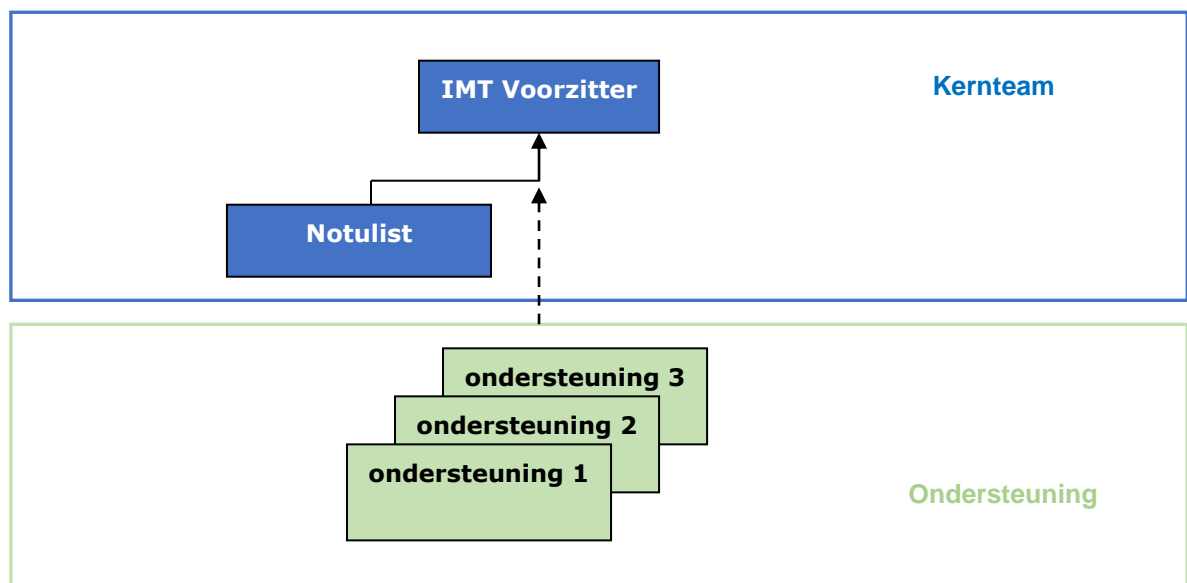 IMT Voorzitter
Kernteam
Notulist
ondersteuning 3
ondersteuning 2
ondersteuning 1
Ondersteuning